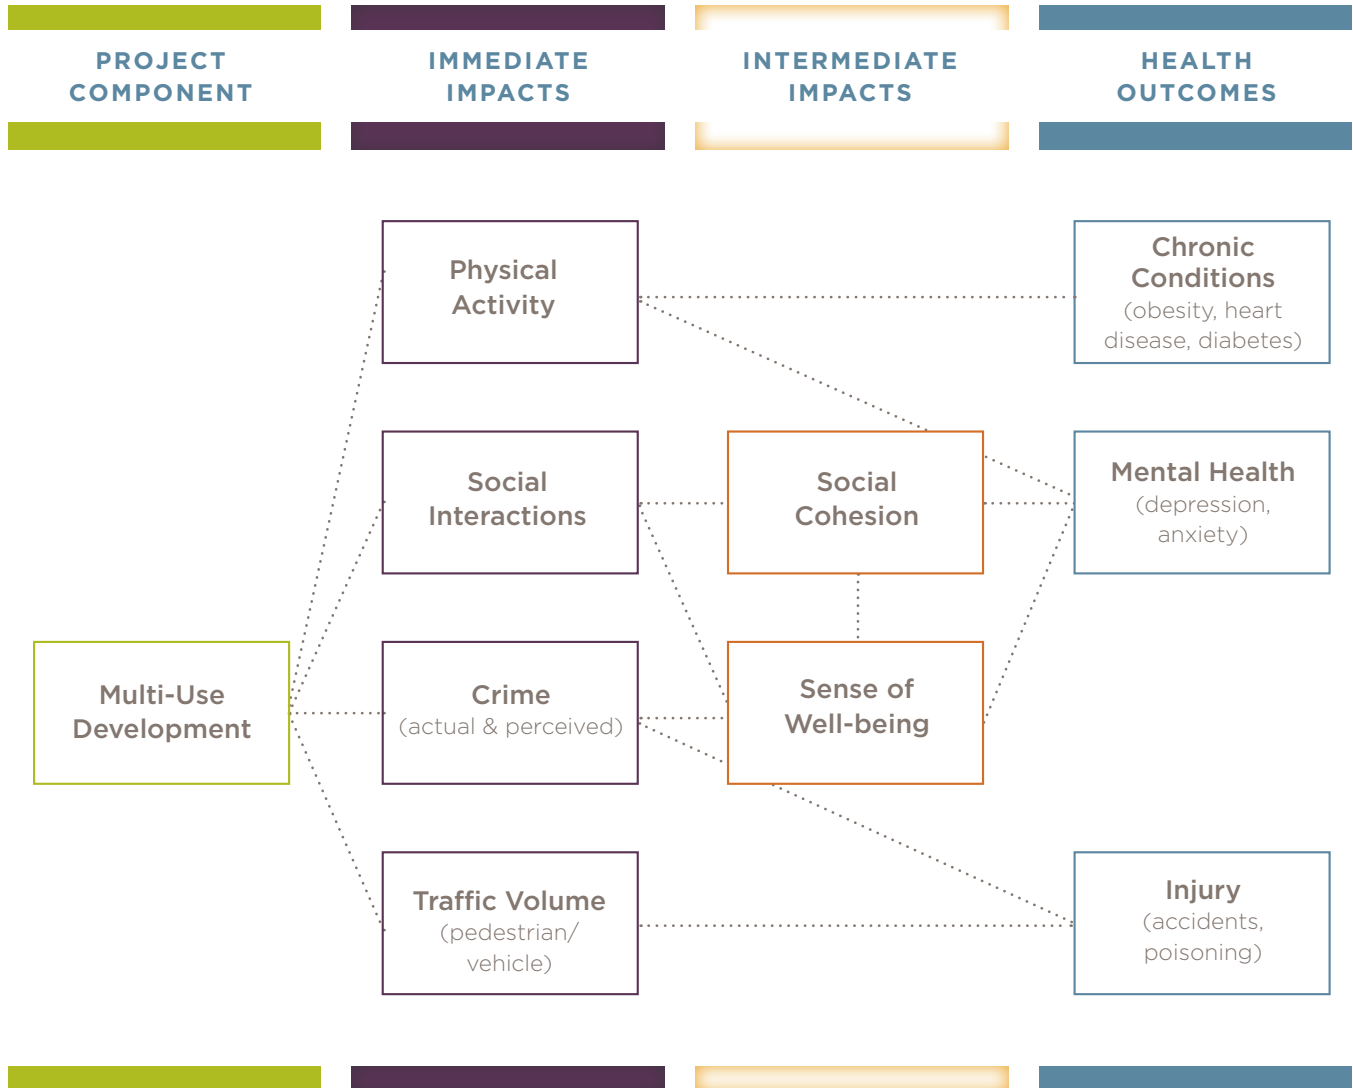 PROJECT
COMPONENT
IMMEDIATE
IMPACTS
INTERMEDIATE
IMPACTS
HEALTH
OUTCOMES
Physical
Activity
Chronic
Conditions
(obesity, heart
disease, diabetes)
Social
Interactions
Social
Cohesion
Mental Health
(depression,
anxiety)
Multi-Use
Development
Crime
(actual & perceived)
Sense of
Well-being
Traffic Volume
(pedestrian/
vehicle)
Injury
(accidents,
poisoning)